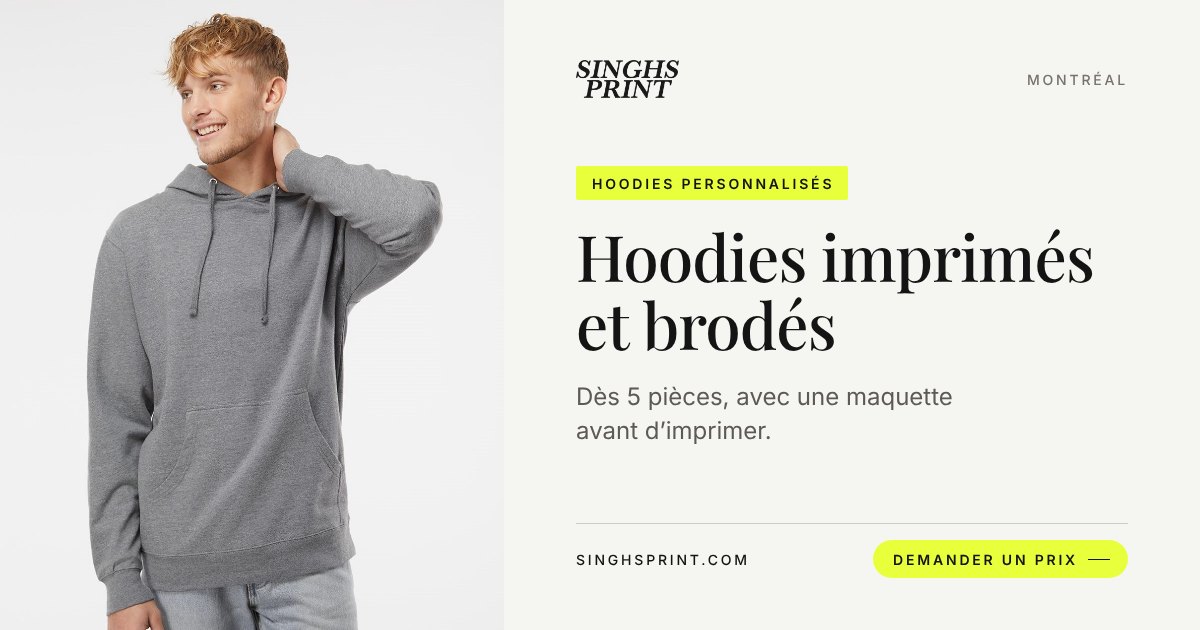 SINGHS
PRINT
MONTRÉAL
HOODIES PERSONNALISÉS
Hoodies imprimés
et brodés
Dès 5 pièces, avec une maquette
avant d’imprimer.
SINGHSPRINT.COM
DEMANDER UN PRIX —